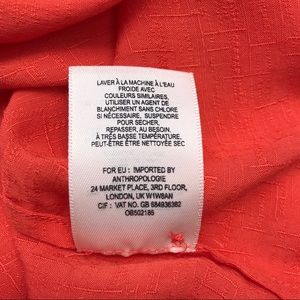 LAVER À LA MACHINE À L'EAU
FROIDE AVEC
COULEURS SIMILAIRES,
UTILISER UN AGENT DE
BLANCHIMENT SANS CHLORE
SI NÉCESSAIRE, SUSPENDRE
POUR SÉCHER,
REPASSER, AU BESOIN,
À TRÈS BASSE TEMPÉRATURE,
PEUT-ÊTRE ÊTRE NETTOYÉE SEC
FOR EU : IMPORTED BY
ANTHROPOLOGIE
24 MARKET PLACE, 3RD FLOOR,
LONDON, UK W1W8AN
CIF : VAT NO. GB 684936382
OB502185